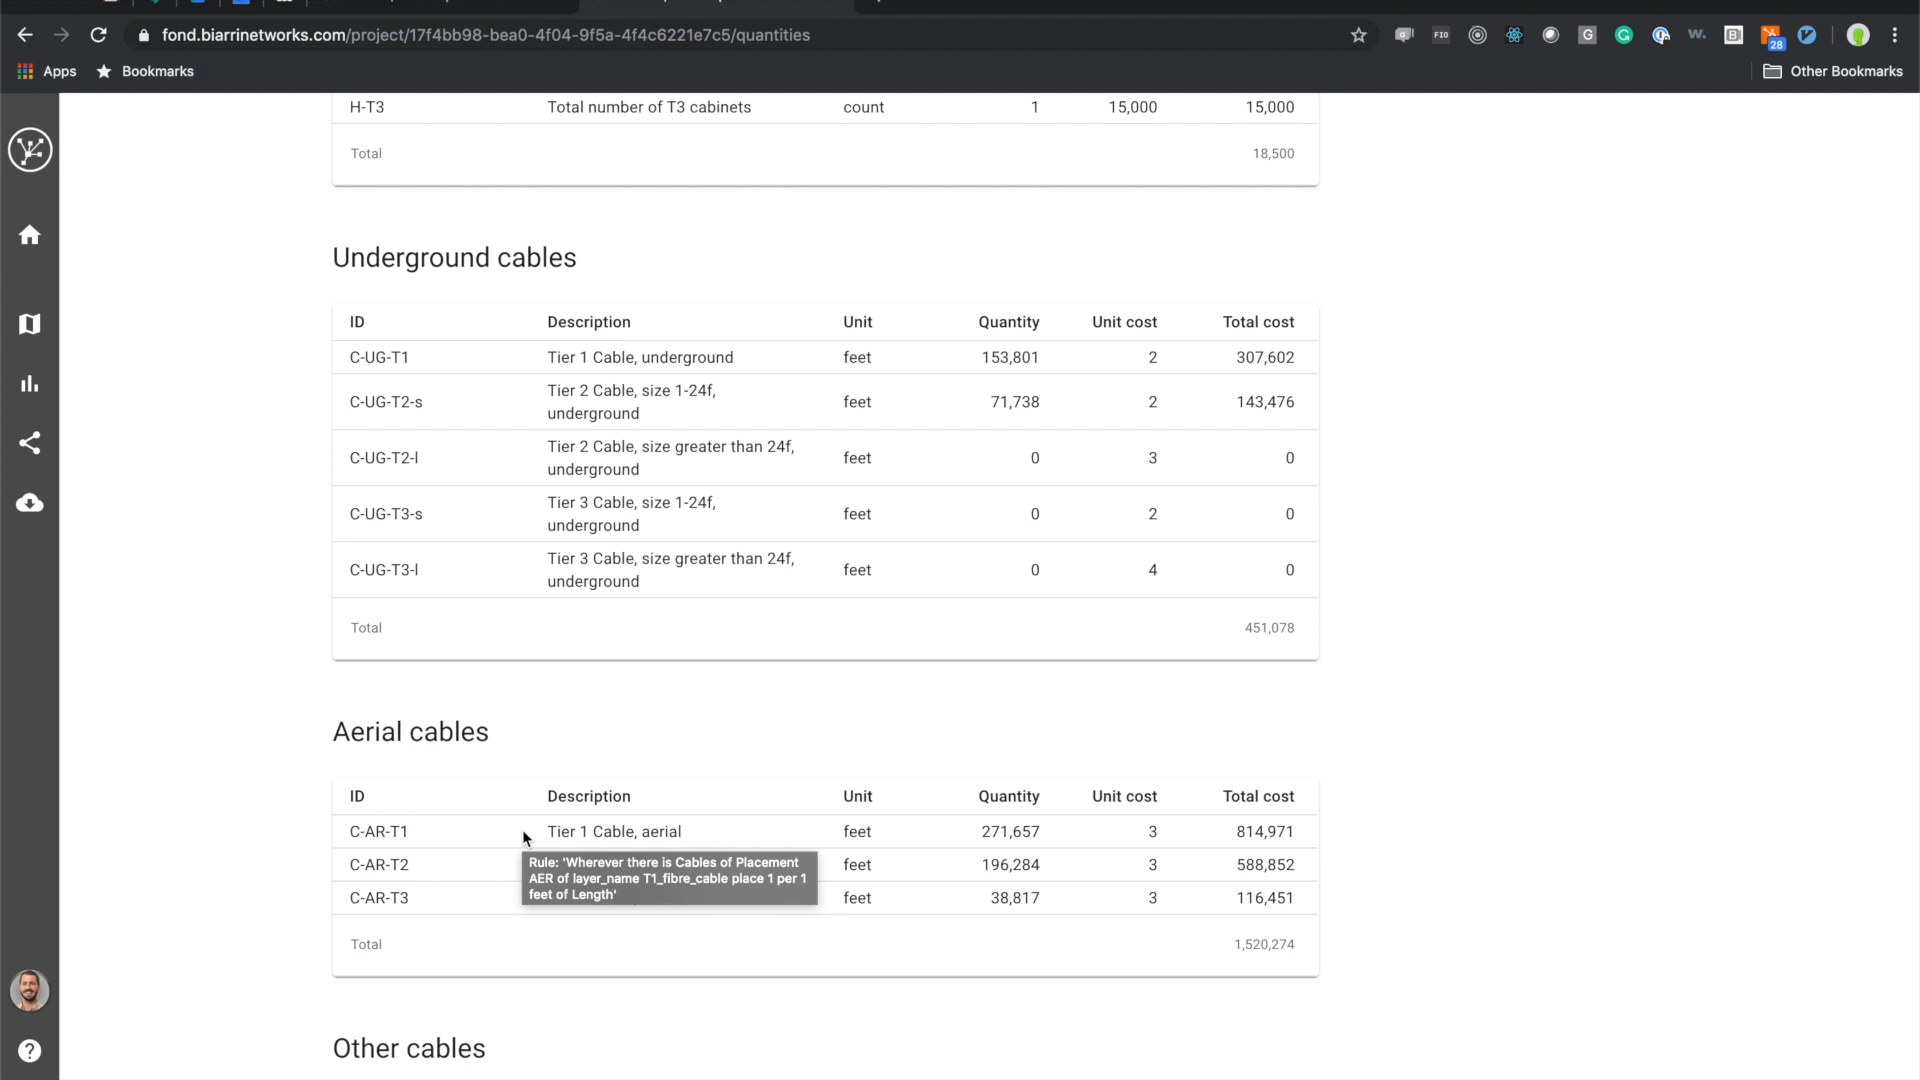 fond.biarrinetworks.com/project/17f4bb98-bea0-4f04-9f5a-4f4c6221e7c5/quantities
FIO
G
W.
B
28
Apps
Bookmarks
Other Bookmarks
H-T3 Total number of T3 cabinets count 1 15,000 15,000
Total 18,500
Underground cables
ID Description Unit Quantity Unit cost Total cost
C-UG-T1 Tier 1 Cable, underground feet 153,801 2 307,602
C-UG-T2-s Tier 2 Cable, size 1-24f, underground feet 71,738 2 143,476
C-UG-T2-l Tier 2 Cable, size greater than 24f, underground feet 0 3 0
C-UG-T3-s Tier 3 Cable, size 1-24f, underground feet 0 2 0
C-UG-T3-l Tier 3 Cable, size greater than 24f, underground feet 0 4 0
Total 451,078
Aerial cables
ID Description Unit Quantity Unit cost Total cost
C-AR-T1 Tier 1 Cable, aerial feet 271,657 3 814,971
C-AR-T2 feet 196,284 3 588,852
C-AR-T3 feet 38,817 3 116,451
Rule: 'Wherever there is Cables of Placement
AER of layer_name T1_fibre_cable place 1 per 1
feet of Length'
Total 1,520,274
Other cables
?